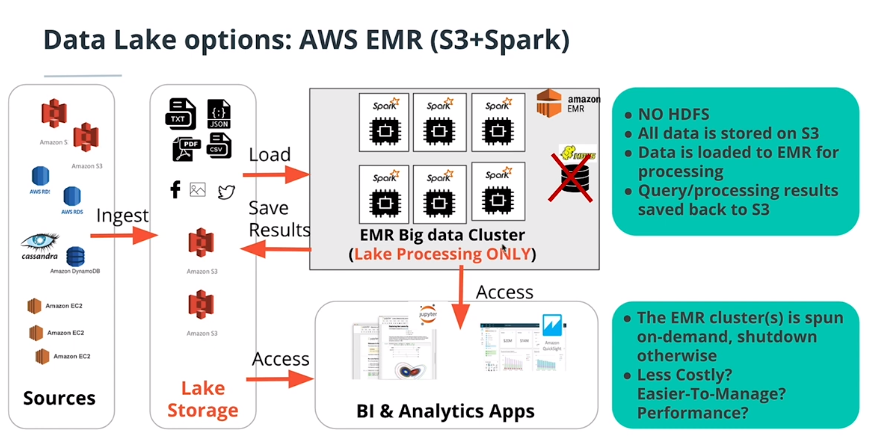 Data Lake options: AWS EMR (S3+Spark)
Amazon S
Amazon S3
AWS RD
AWS RDS
cassandra
Amazon DynamoDB
Amazon EC2
Amazon EC2
Amazon EC2
Sources
Ingest
TXT
JSON
PDF
CSV
Amazon S3
Amazon S3
Lake
Storage
Load
Save
Results
Access
Spark
Spark
Spark
Spark
Spark
Spark
amazon
EMR
EMR Big data Cluster
(Lake Processing ONLY)
Access
jupyter
Amazon
QuickSight
BI & Analytics Apps
● NO HDFS
● All data is stored on S3
● Data is loaded to EMR for
processing
● Query/processing results
saved back to S3
● The EMR cluster(s) is spun
on-demand, shutdown
otherwise
● Less Costly?
Easier-To-Manage?
Performance?